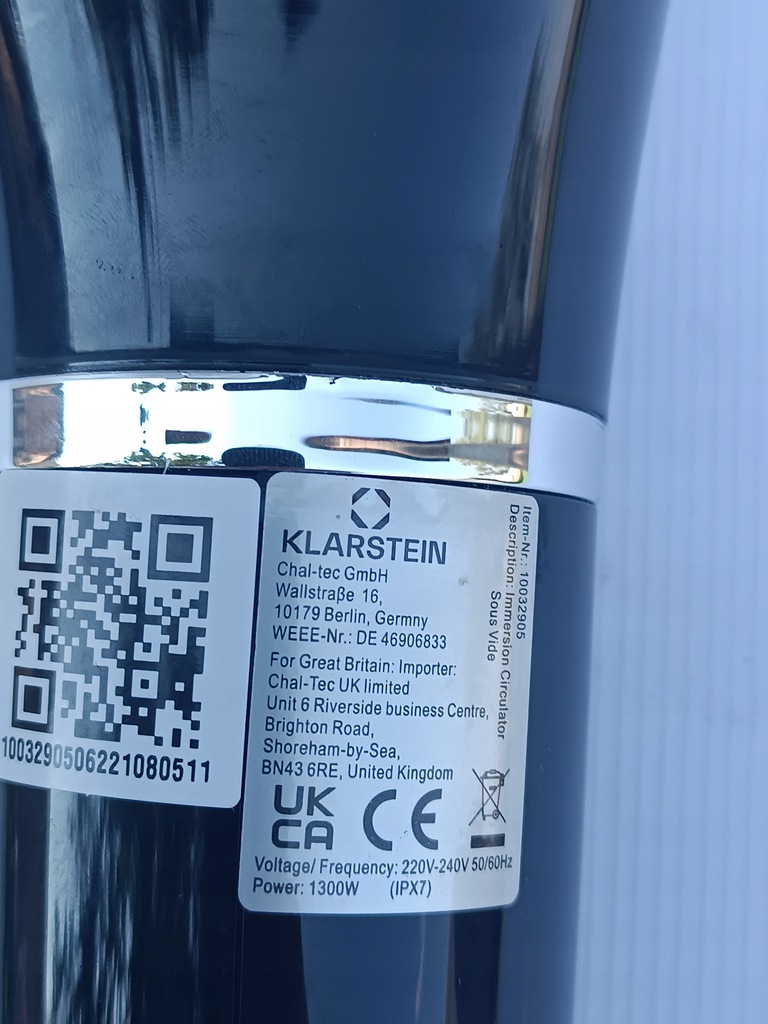 1003290506221080511
KLARSTEIN
Chal-tec GmbH
Wallstraße 16,
10179 Berlin, Germny
WEEE-Nr.: DE 46906833
For Great Britain: Importer:
Chal-Tec UK limited
Unit 6 Riverside business Centre,
Brighton Road,
Shoreham-by-Sea,
BN43 6RE, United Kingdom
UK
CA
CE
Voltage/ Frequency: 220V-240V 50/60Hz
Power: 1300W (IPX7)
Item-Nr.: 10032905
Description: Immersion Circulator
Sous Vide